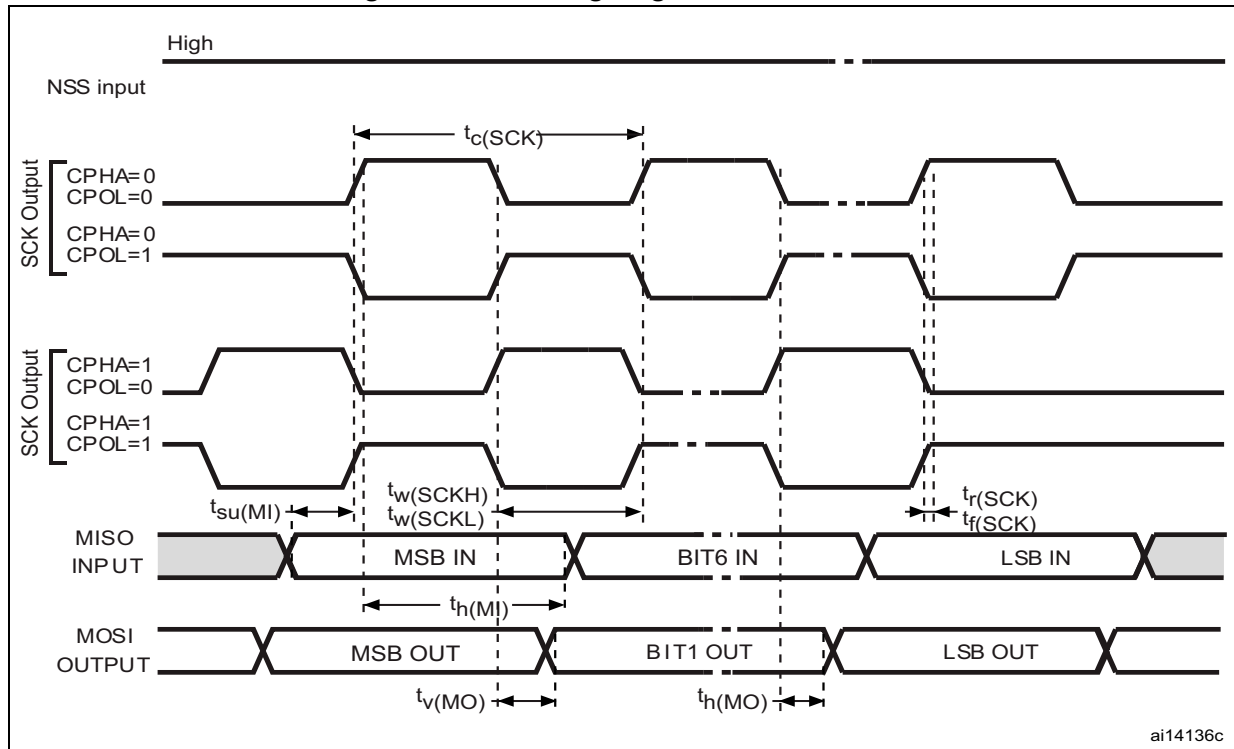 High
NSS input
tc(SCK)
SCK Output
CPHA=0
CPOL=0
CPHA=0
CPOL=1
SCK Output
CPHA=1
CPOL=0
CPHA=1
CPOL=1
tsu(MI)
tw(SCKH)
tw(SCKL)
tr(SCK)
tf(SCK)
MISO
INPUT
MSB IN
BIT6 IN
LSB IN
th(MI)
MOSI
OUTPUT
MSB OUT
BIT1 OUT
LSB OUT
tv(MO)
th(MO)
ai14136c